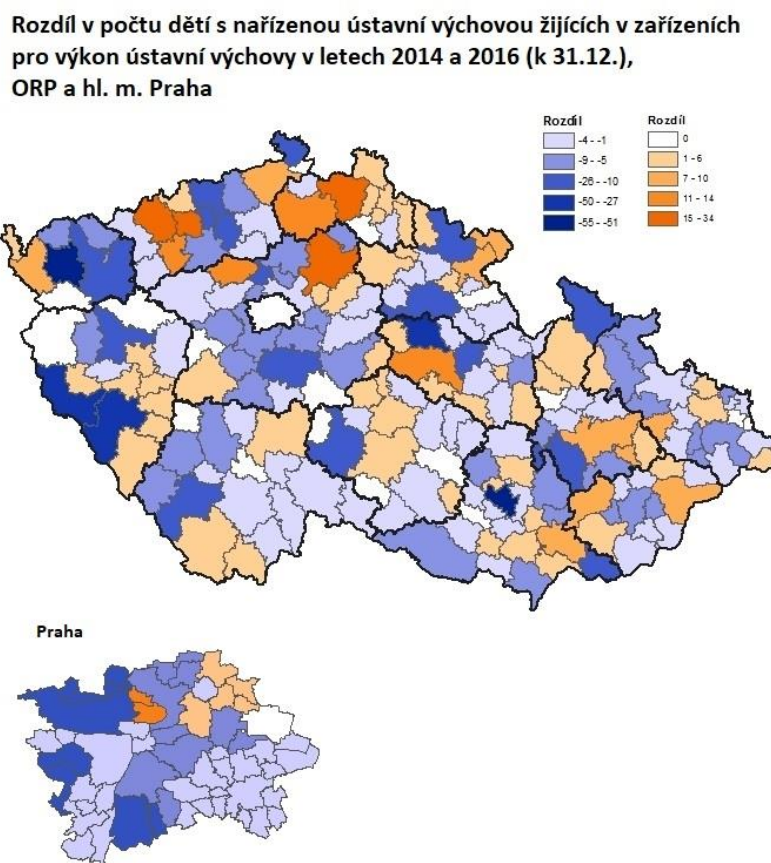 Rozdíl v počtu dětí s nařízenou ústavní výchovou žijících v zařízeních
pro výkon ústavní výchovy v letech 2014 a 2016 (k 31.12.),
ORP a hl. m. Praha
Rozdíl
-4 - -1
-9 - -5
-26 - -10
-50 - -27
-55 - -51
Rozdíl
0
1 - 6
7 - 10
11 - 14
15 - 34
Praha